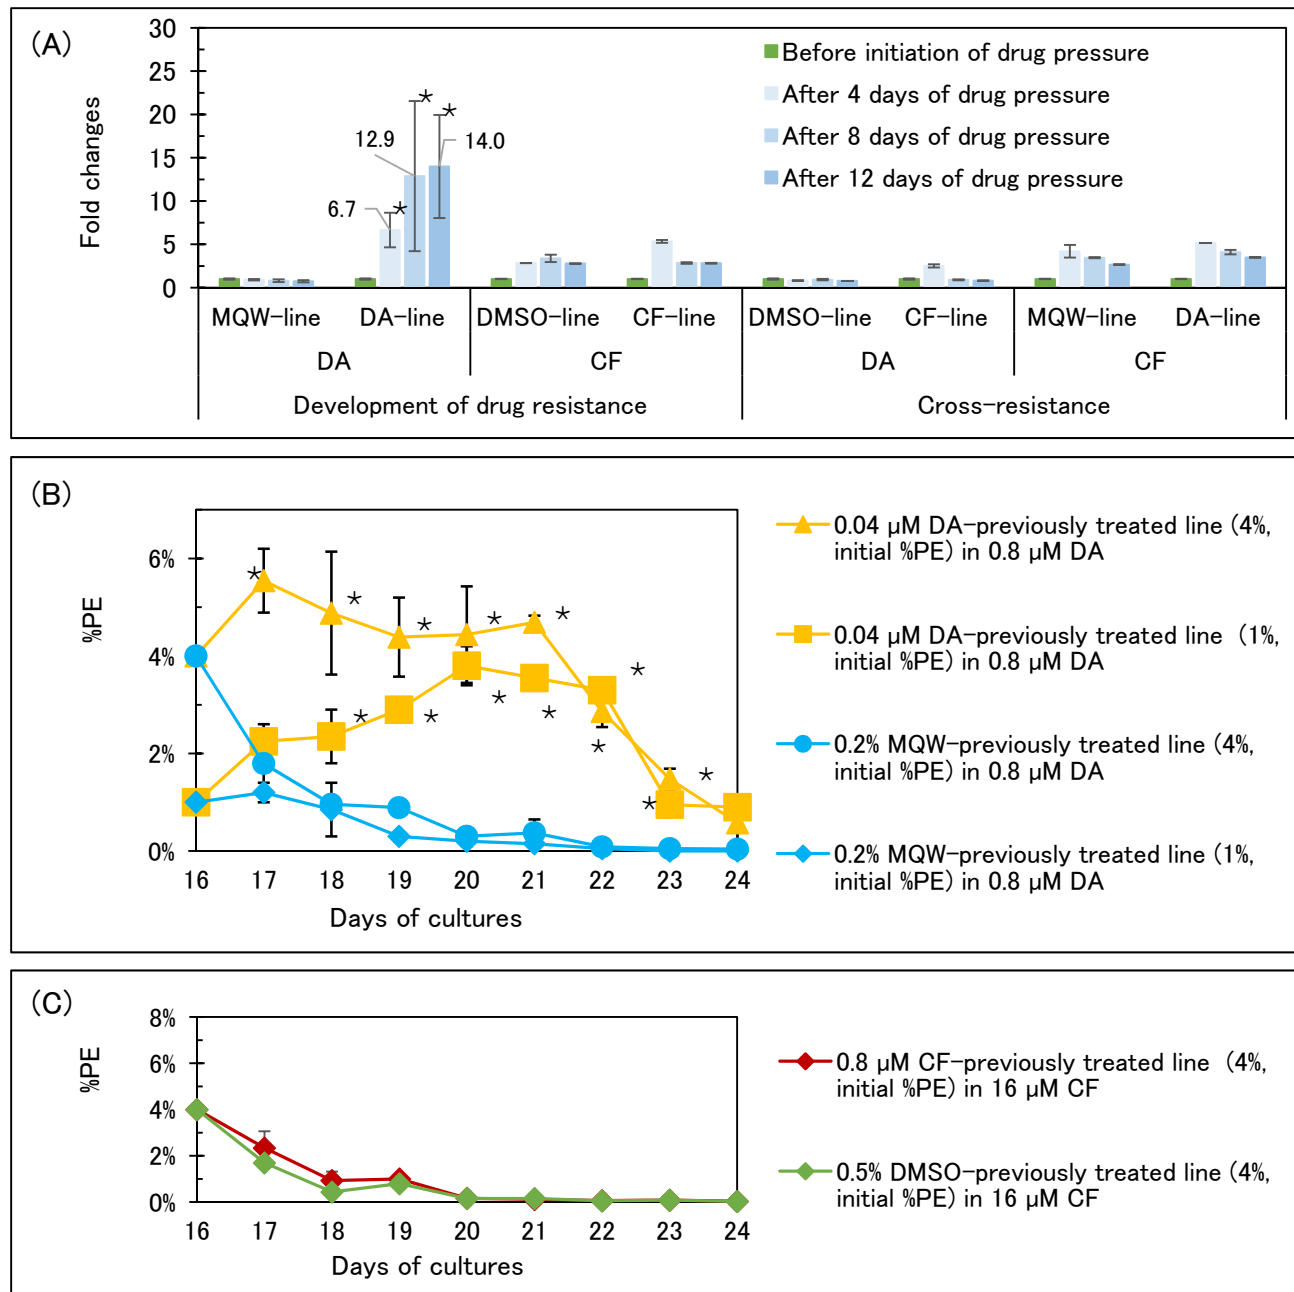 (A)
30
25
20
15
10
5
0
Fold changes
6.7
12.9
14.0
*
*
*
Before initiation of drug pressure
After 4 days of drug pressure
After 8 days of drug pressure
After 12 days of drug pressure
MQW-line DA-line DMSO-line CF-line DMSO-line CF-line MQW-line DA-line
DA CF DA CF
Development of drug resistance Cross-resistance
(B)
6%
4%
2%
0%
%PE
* * * * * *
* * * * * * *
16 17 18 19 20 21 22 23 24
Days of cultures
0.04 µM DA-previously treated line (4%,
initial %PE) in 0.8 µM DA
0.04 µM DA-previously treated line (1%,
initial %PE) in 0.8 µM DA
0.2% MQW-previously treated line (4%,
initial %PE) in 0.8 µM DA
0.2% MQW-previously treated line (1%,
initial %PE) in 0.8 µM DA
(C)
8%
6%
4%
2%
0%
%PE
16 17 18 19 20 21 22 23 24
Days of cultures
0.8 µM CF-previously treated line (4%,
initial %PE) in 16 µM CF
0.5% DMSO-previously treated line (4%,
initial %PE) in 16 µM CF